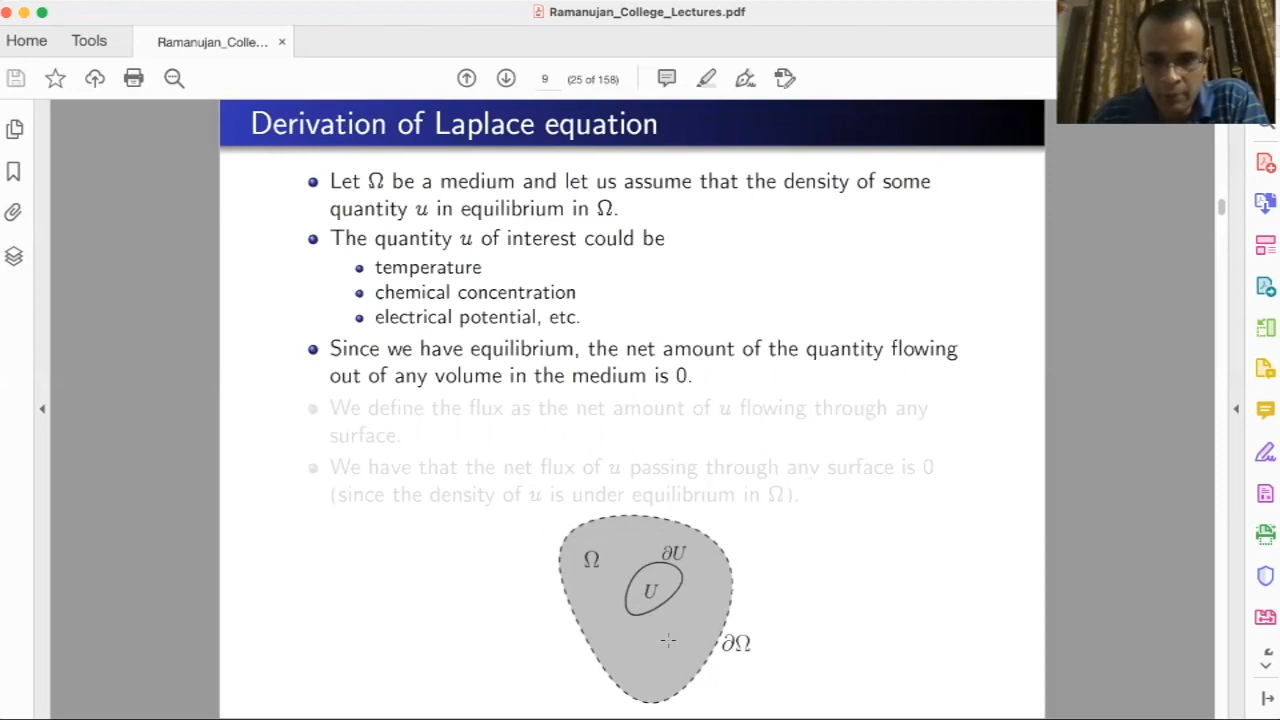 Ramanujan_College_Lectures.pdf
Home
Tools
Ramanujan_Colle...
9
(25 of 158)
Derivation of Laplace equation
Let Ω be a medium and let us assume that the density of some
quantity u in equilibrium in Ω.
The quantity u of interest could be
temperature
chemical concentration
electrical potential, etc.
Since we have equilibrium, the net amount of the quantity flowing
out of any volume in the medium is 0.
We define the flux as the net amount of u flowing through any
surface.
We have that the net flux of u passing through any surface is 0
(since the density of u is under equilibrium in Ω).
Ω
∂U
U
∂Ω